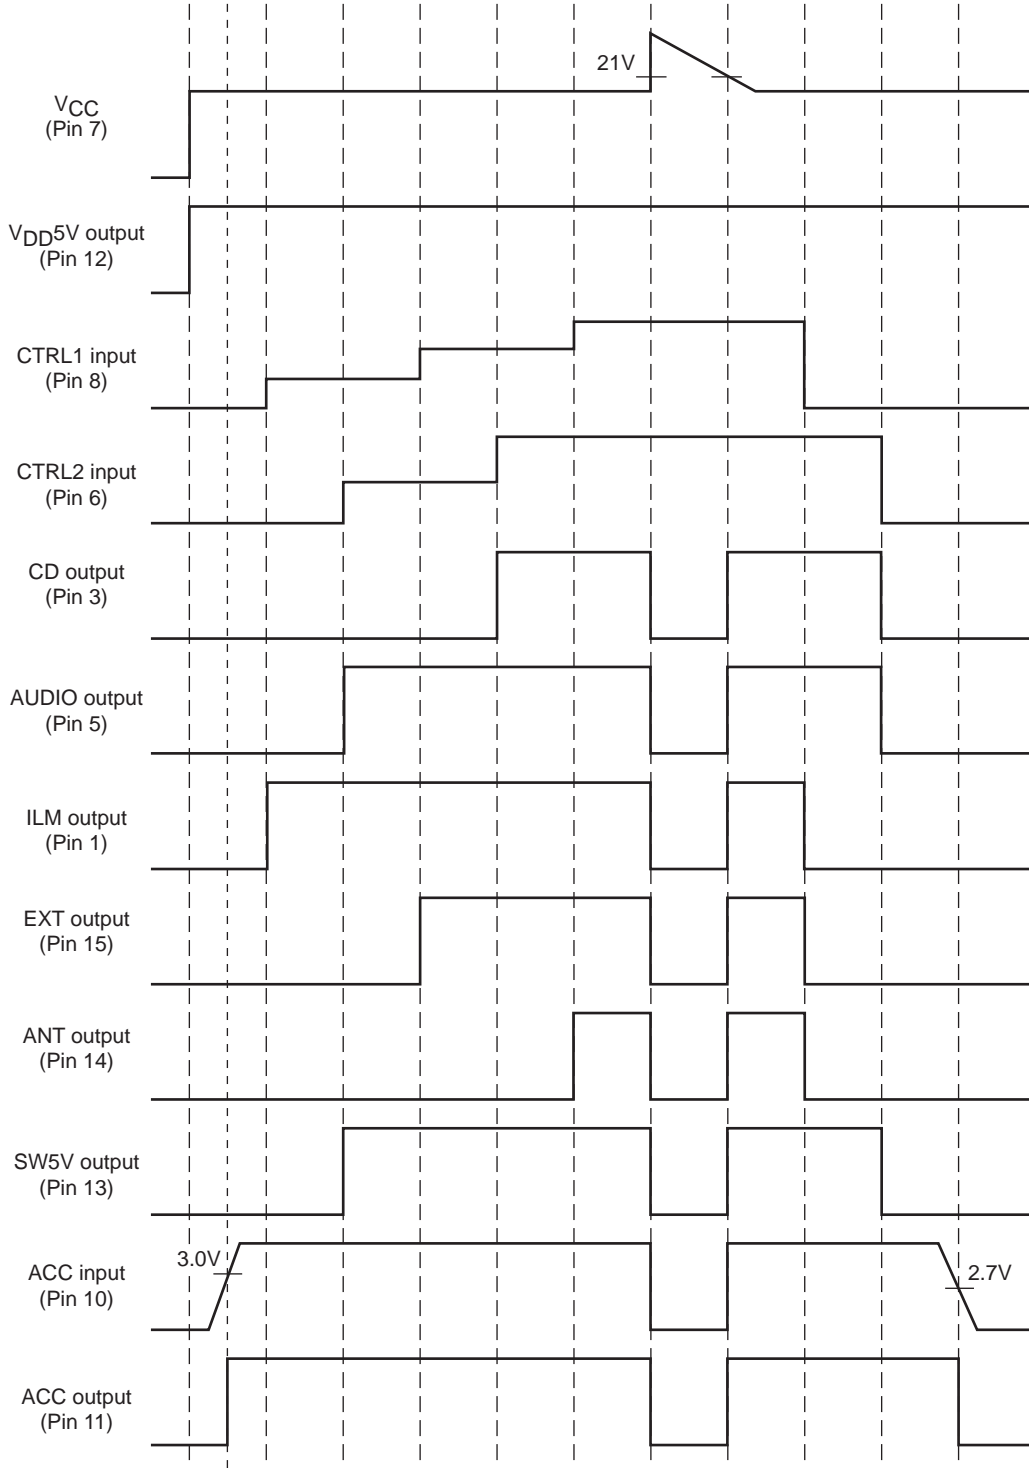 21V
VCC
(Pin 7)
VDD5V output
(Pin 12)
CTRL1 input
(Pin 8)
CTRL2 input
(Pin 6)
CD output
(Pin 3)
AUDIO output
(Pin 5)
ILM output
(Pin 1)
EXT output
(Pin 15)
ANT output
(Pin 14)
SW5V output
(Pin 13)
3.0V
ACC input
(Pin 10)
2.7V
ACC output
(Pin 11)